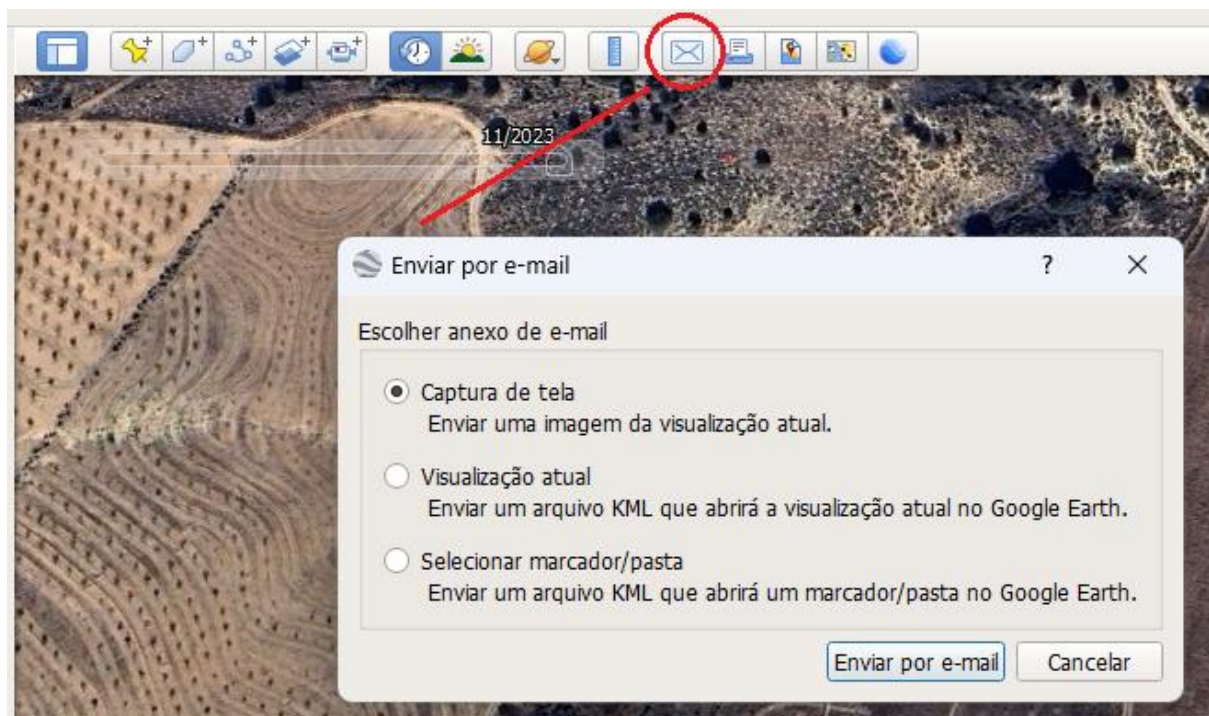 11/2023
Enviar por e-mail
?
Escolher anexo de e-mail
Captura de tela
Enviar uma imagem da visualização atual.
Visualização atual
Enviar um arquivo KML que abrirá a visualização atual no Google Earth.
Selecionar marcador/pasta
Enviar um arquivo KML que abrirá um marcador/pasta no Google Earth.
Enviar por e-mail
Cancelar